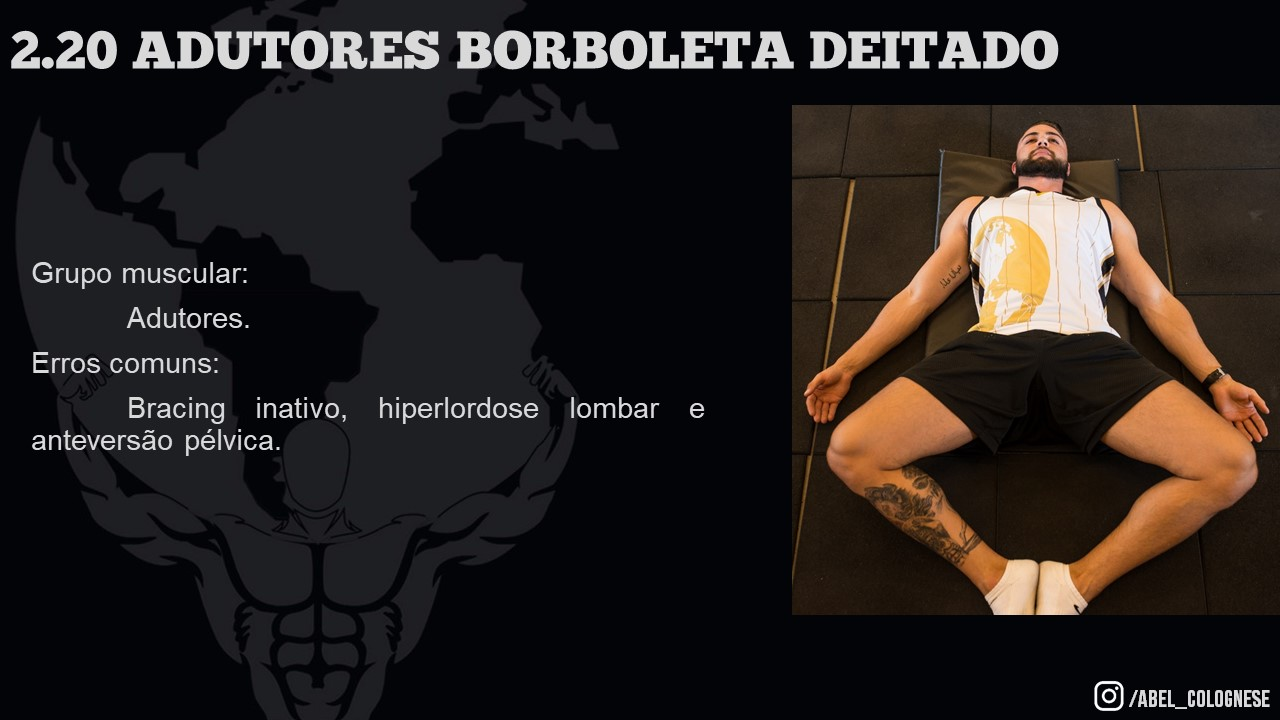 2.20 ADUTORES BORBOLETA DEITADO
Grupo muscular:
Adutores.
Erros comuns:
Bracing inativo, hiperlordose lombar e
anteversão pélvica.
/ABEL_COLOGNESE